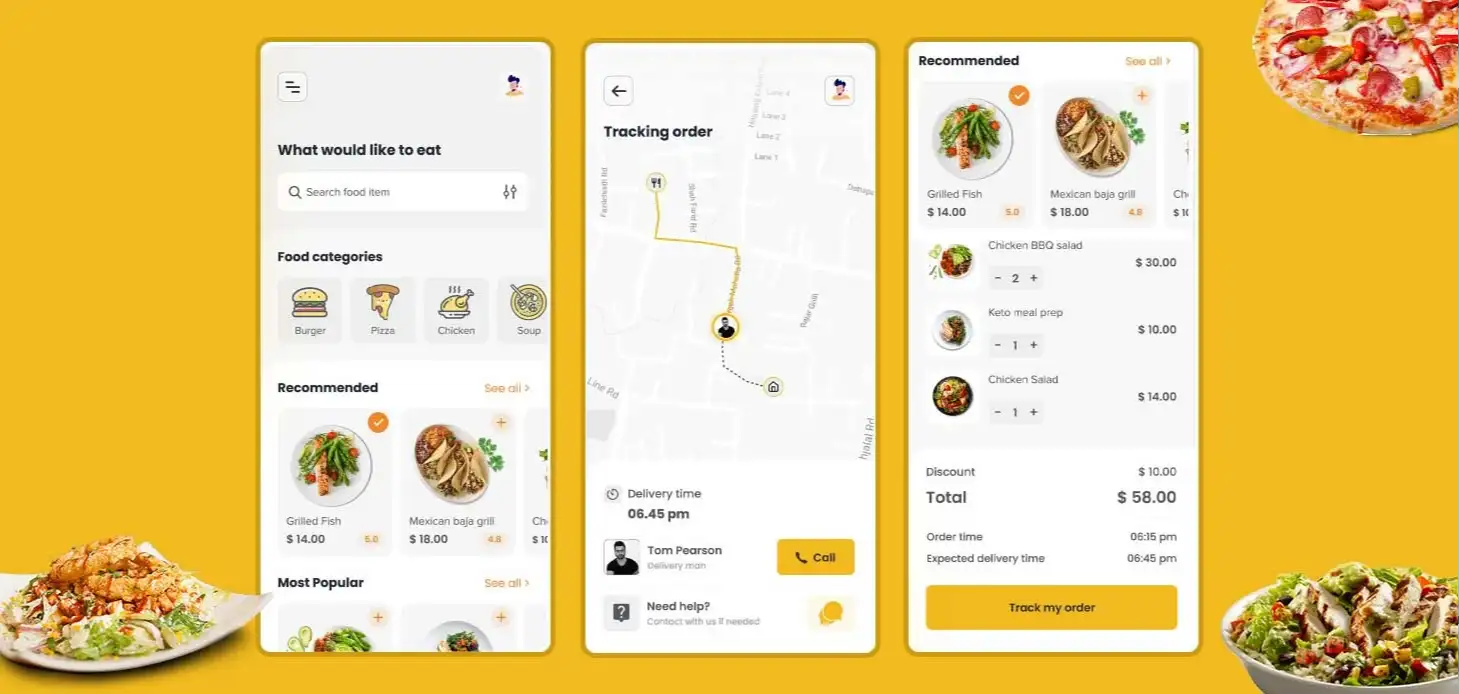 What would like to eat
Search food item
Food categories
Burger
Pizza
Chicken
Soup
Recommended
See all >
Grilled Fish
$ 14.00
5.0
Mexican baja grill
$ 18.00
4.8
Most Popular
See all >
Tracking order
Lane 4
Lane 3
Lane 2
Lane 1
Line Rd
hjalal Rd
Delivery time
06.45 pm
Tom Pearson
Delivery man
Call
Need help?
Contact with us if needed
Recommended
See all >
Grilled Fish
$ 14.00
5.0
Mexican baja grill
$ 18.00
4.8
Chicken BBQ salad
- 2 +
$ 30.00
Keto meal prep
- 1 +
$ 10.00
Chicken Salad
- 1 +
$ 14.00
Discount
$ 10.00
Total
$ 58.00
Order time
06:15 pm
Expected delivery time
06:45 pm
Track my order